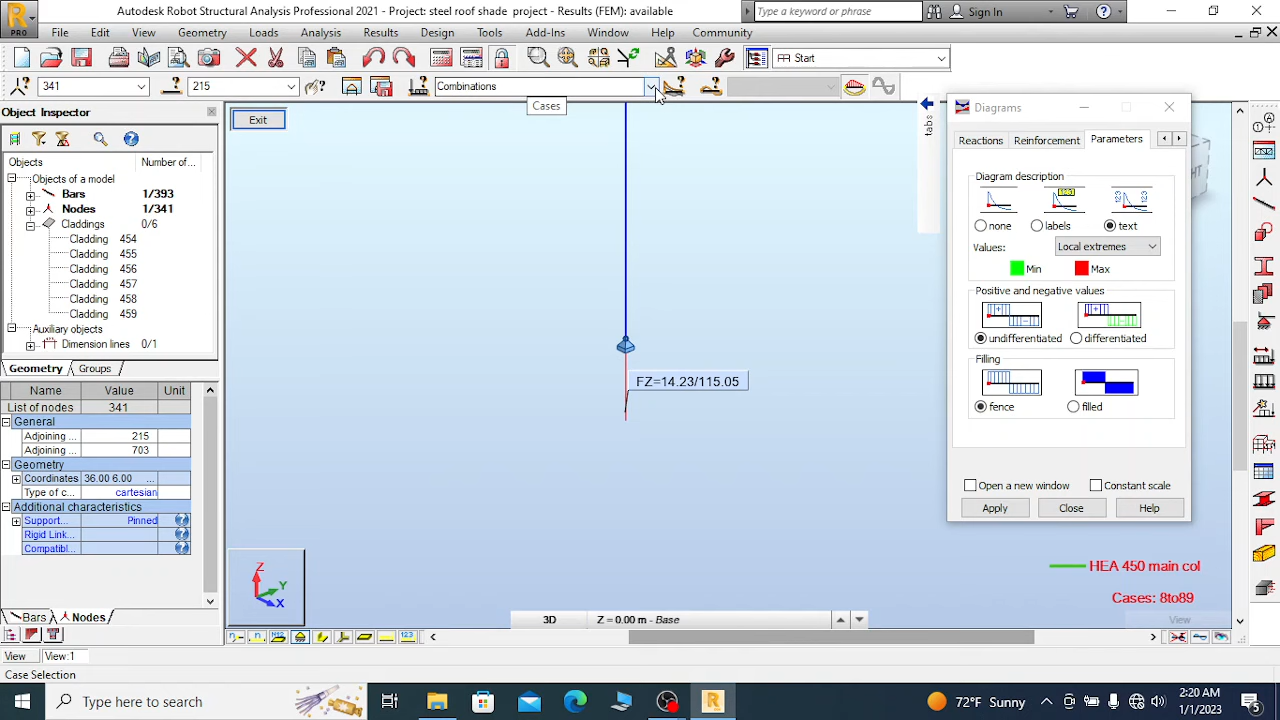 PRO
Autodesk Robot Structural Analysis Professional 2021 - Project: steel roof shade project - Results (FEM): available
Type a keyword or phrase
Sign In
File Edit View Geometry Loads Analysis Results Design Tools Add-Ins Window Help Community
Start
341
215
Combinations
Cases
Object Inspector
Exit
tabs
Diagrams
Objects
Number of...
Objects of a model
Bars 1/393
Nodes 1/341
Claddings 0/6
Cladding 454
Cladding 455
Cladding 456
Cladding 457
Cladding 458
Cladding 459
Auxiliary objects
Dimension lines 0/1
Geometry Groups
Name Value Unit
List of nodes 341
General
Adjoining ... 215
Adjoining ... 703
Geometry
Coordinates 36.00 6.00 ...
Type of c... cartesian
Additional characteristics
Support... Pinned
Rigid Link...
Compatibl...
Bars Nodes
FZ=14.23/115.05
Z
Y
X
3D Z = 0.00 m - Base
Reactions Reinforcement Parameters
Diagram description
none labels text
Values: Local extremes
Min Max
Positive and negative values
undifferentiated differentiated
Filling
fence filled
Open a new window Constant scale
Apply Close Help
HEA 450 main col
Cases: 8to89
View
View View:1
Case Selection
Type here to search
72°F Sunny
2:20 AM
1/1/2023
5